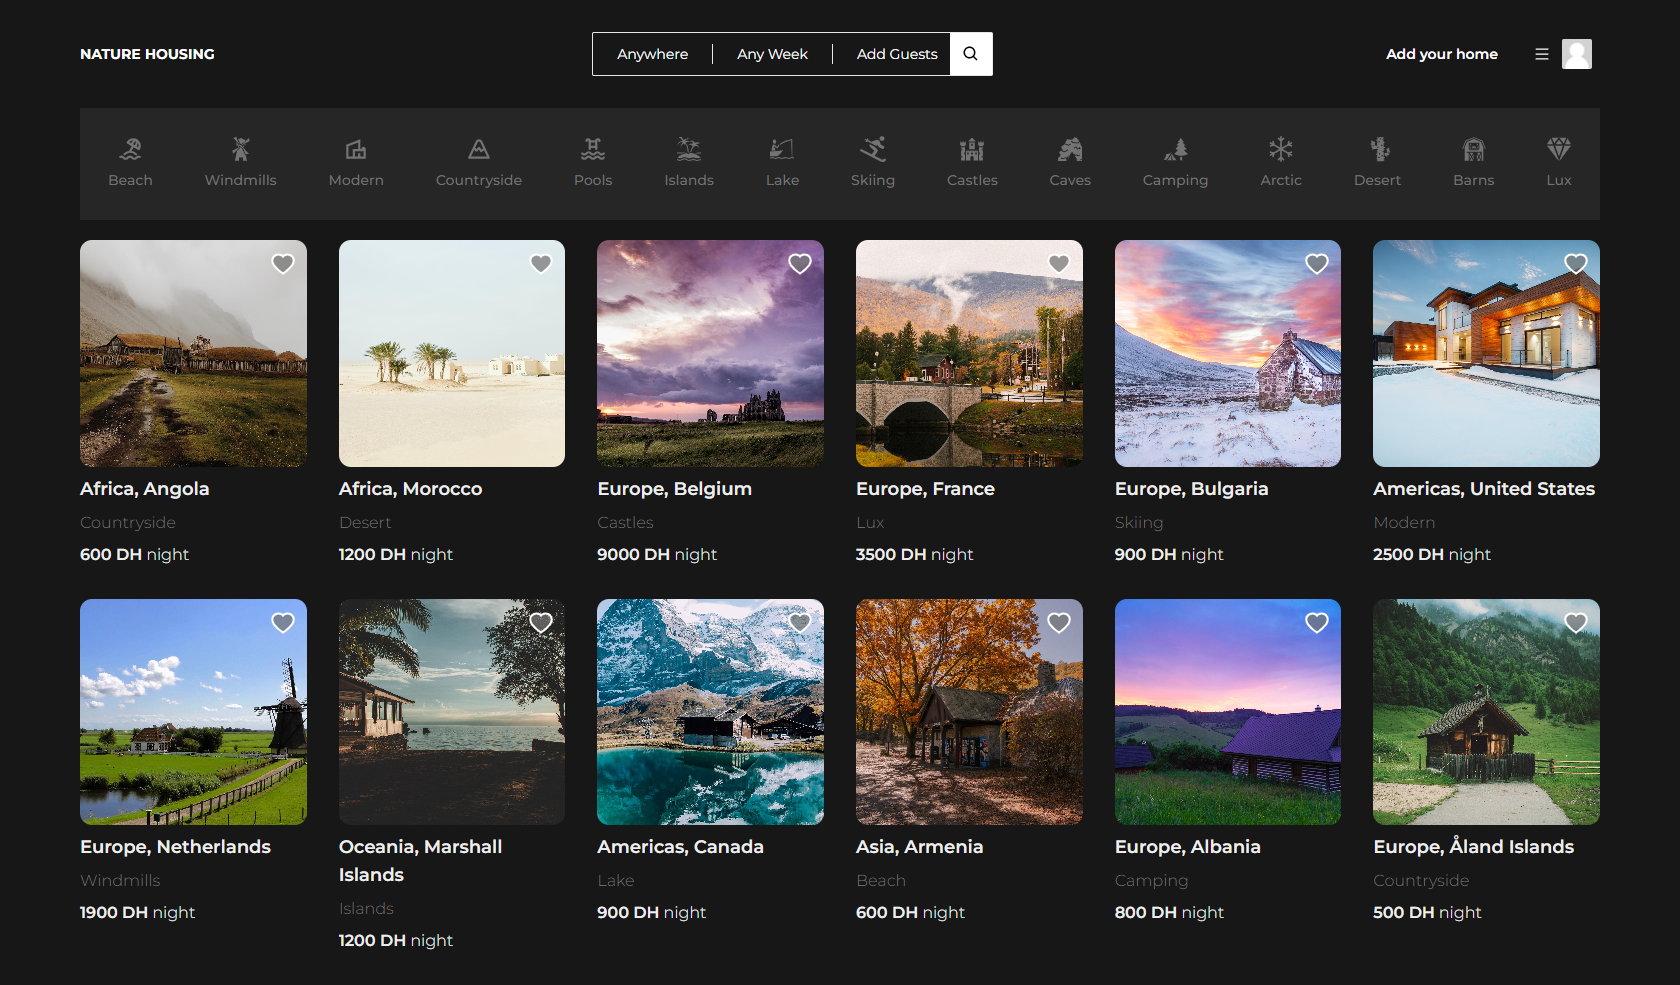 NATURE HOUSING
Anywhere
Any Week
Add Guests
Add your home
Beach
Windmills
Modern
Countryside
Pools
Islands
Lake
Skiing
Castles
Caves
Camping
Arctic
Desert
Barns
Lux
Africa, Angola
Countryside
600 DH night
Africa, Morocco
Desert
1200 DH night
Europe, Belgium
Castles
9000 DH night
Europe, France
Lux
3500 DH night
Europe, Bulgaria
Skiing
900 DH night
Americas, United States
Modern
2500 DH night
Europe, Netherlands
Windmills
1900 DH night
Oceania, Marshall
Islands
Islands
1200 DH night
Americas, Canada
Lake
900 DH night
Asia, Armenia
Beach
600 DH night
Europe, Albania
Camping
800 DH night
Europe, Åland Islands
Countryside
500 DH night